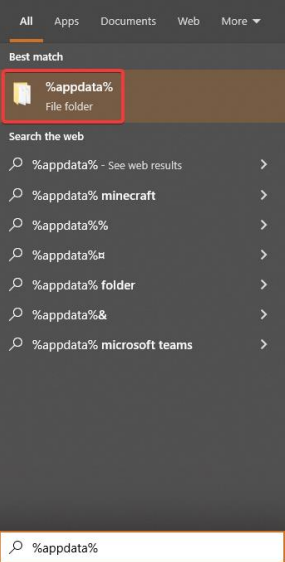 All Apps Documents Web More
Best match
%appdata%
File folder
Search the web
%appdata% - See web results
%appdata% minecraft
%appdata%%
%appdata%¤
%appdata% folder
%appdata%&
%appdata% microsoft teams
%appdata%